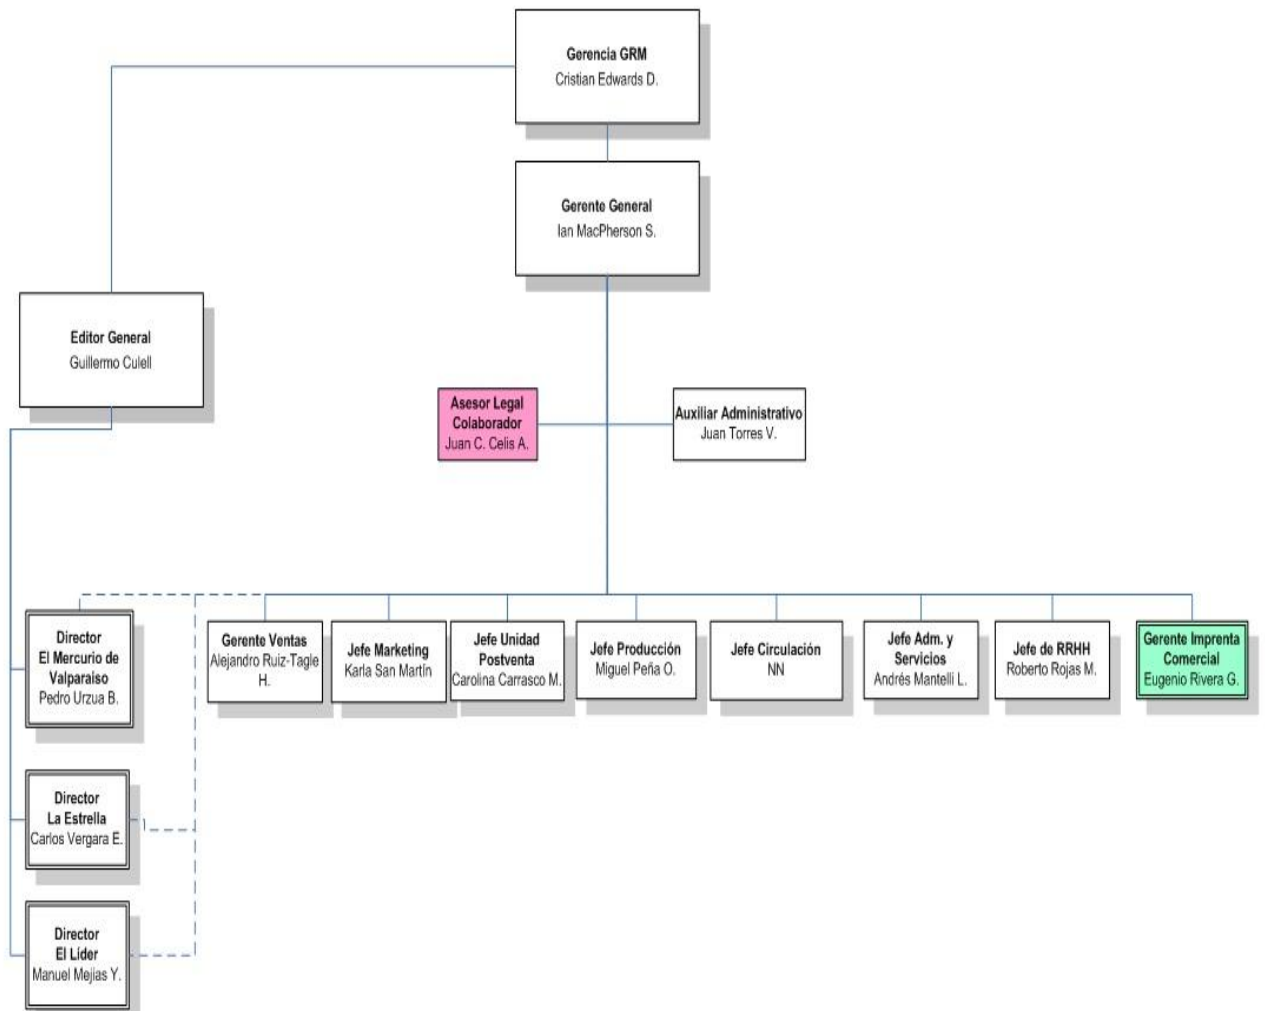 Gerencia GRM
Cristian Edwards D.
Gerente General
Ian MacPherson S.
Editor General
Guillermo Culell
Asesor Legal
Colaborador
Juan C. Celis A.
Auxiliar Administrativo
Juan Torres V.
Director
El Mercurio de
Valparaiso
Pedro Urzua B.
Gerente Ventas
Alejandro Ruiz-Tagle
H.
Jefe Marketing
Karla San Martín
Jefe Unidad
Postventa
Carolina Carrasco M.
Jefe Producción
Miguel Peña O.
Jefe Circulación
NN
Jefe Adm. y
Servicios
Andrés Mantelli L.
Jefe de RRHH
Roberto Rojas M.
Gerente Imprenta
Comercial
Eugenio Rivera G.
Director
La Estrella
Carlos Vergara E.
Director
El Líder
Manuel Mejias Y.